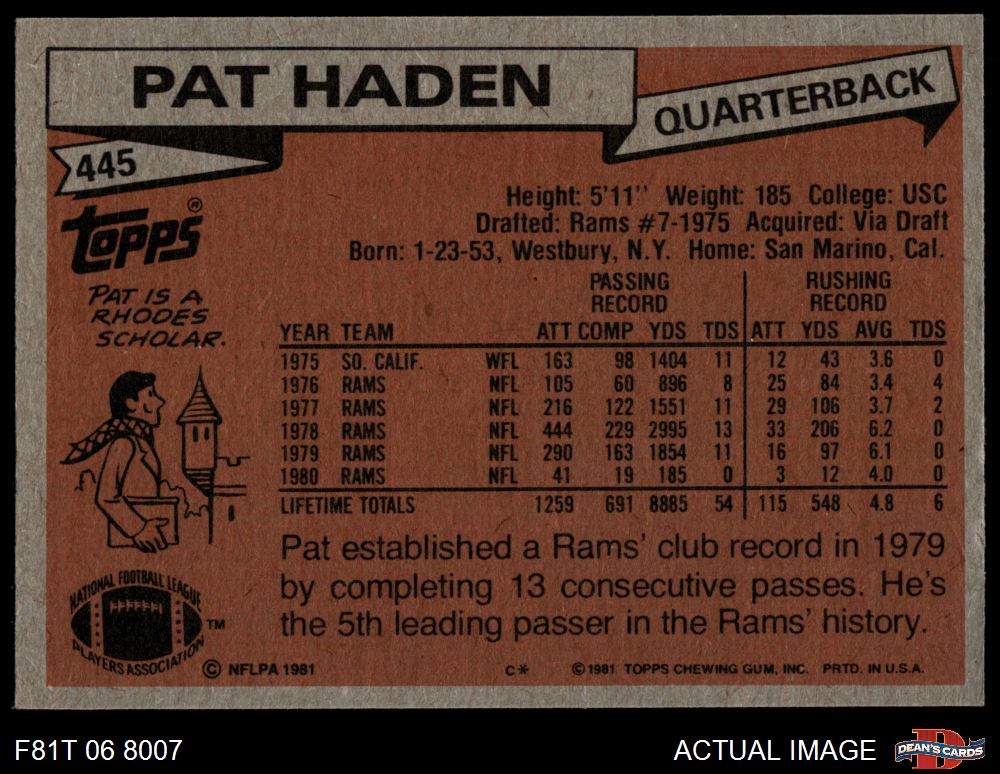 PAT HADEN
QUARTERBACK
445
Height: 5'11'' Weight: 185 College: USC
Drafted: Rams #7-1975 Acquired: Via Draft
Born: 1-23-53, Westbury, N.Y. Home: San Marino, Cal.
topps®
PAT IS A
RHODES
SCHOLAR.
PASSING RUSHING
RECORD RECORD
YEAR TEAM ATT COMP YDS TDS ATT YDS AVG TDS
1975 SO. CALIF. WFL 163 98 1404 11 12 43 3.6 0
1976 RAMS NFL 105 60 896 8 25 84 3.4 4
1977 RAMS NFL 216 122 1551 11 29 106 3.7 2
1978 RAMS NFL 444 229 2995 13 33 206 6.2 0
1979 RAMS NFL 290 163 1854 11 16 97 6.1 0
1980 RAMS NFL 41 19 185 0 3 12 4.0 0
LIFETIME TOTALS 1259 691 8885 54 115 548 4.8 6
Pat established a Rams' club record in 1979
by completing 13 consecutive passes. He's
the 5th leading passer in the Rams' history.
NATIONAL FOOTBALL LEAGUE
PLAYERS ASSOCIATION ™
© NFLPA 1981 C* © 1981 TOPPS CHEWING GUM, INC. PRTD. IN U.S.A.
F81T 06 8007 ACTUAL IMAGE D DEAN'S CARDS